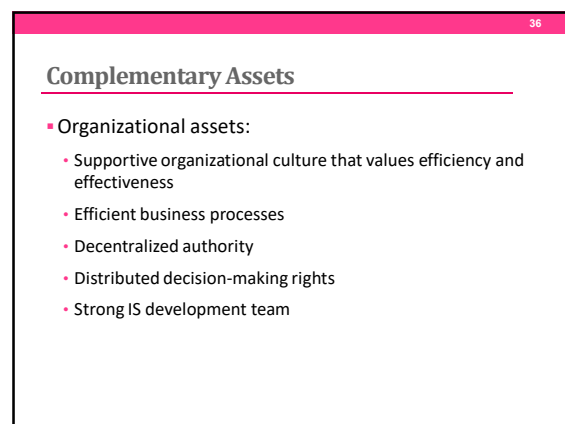 36
Complementary Assets
▪ Organizational assets:
• Supportive organizational culture that values efficiency and
effectiveness
• Efficient business processes
• Decentralized authority
• Distributed decision-making rights
• Strong IS development team